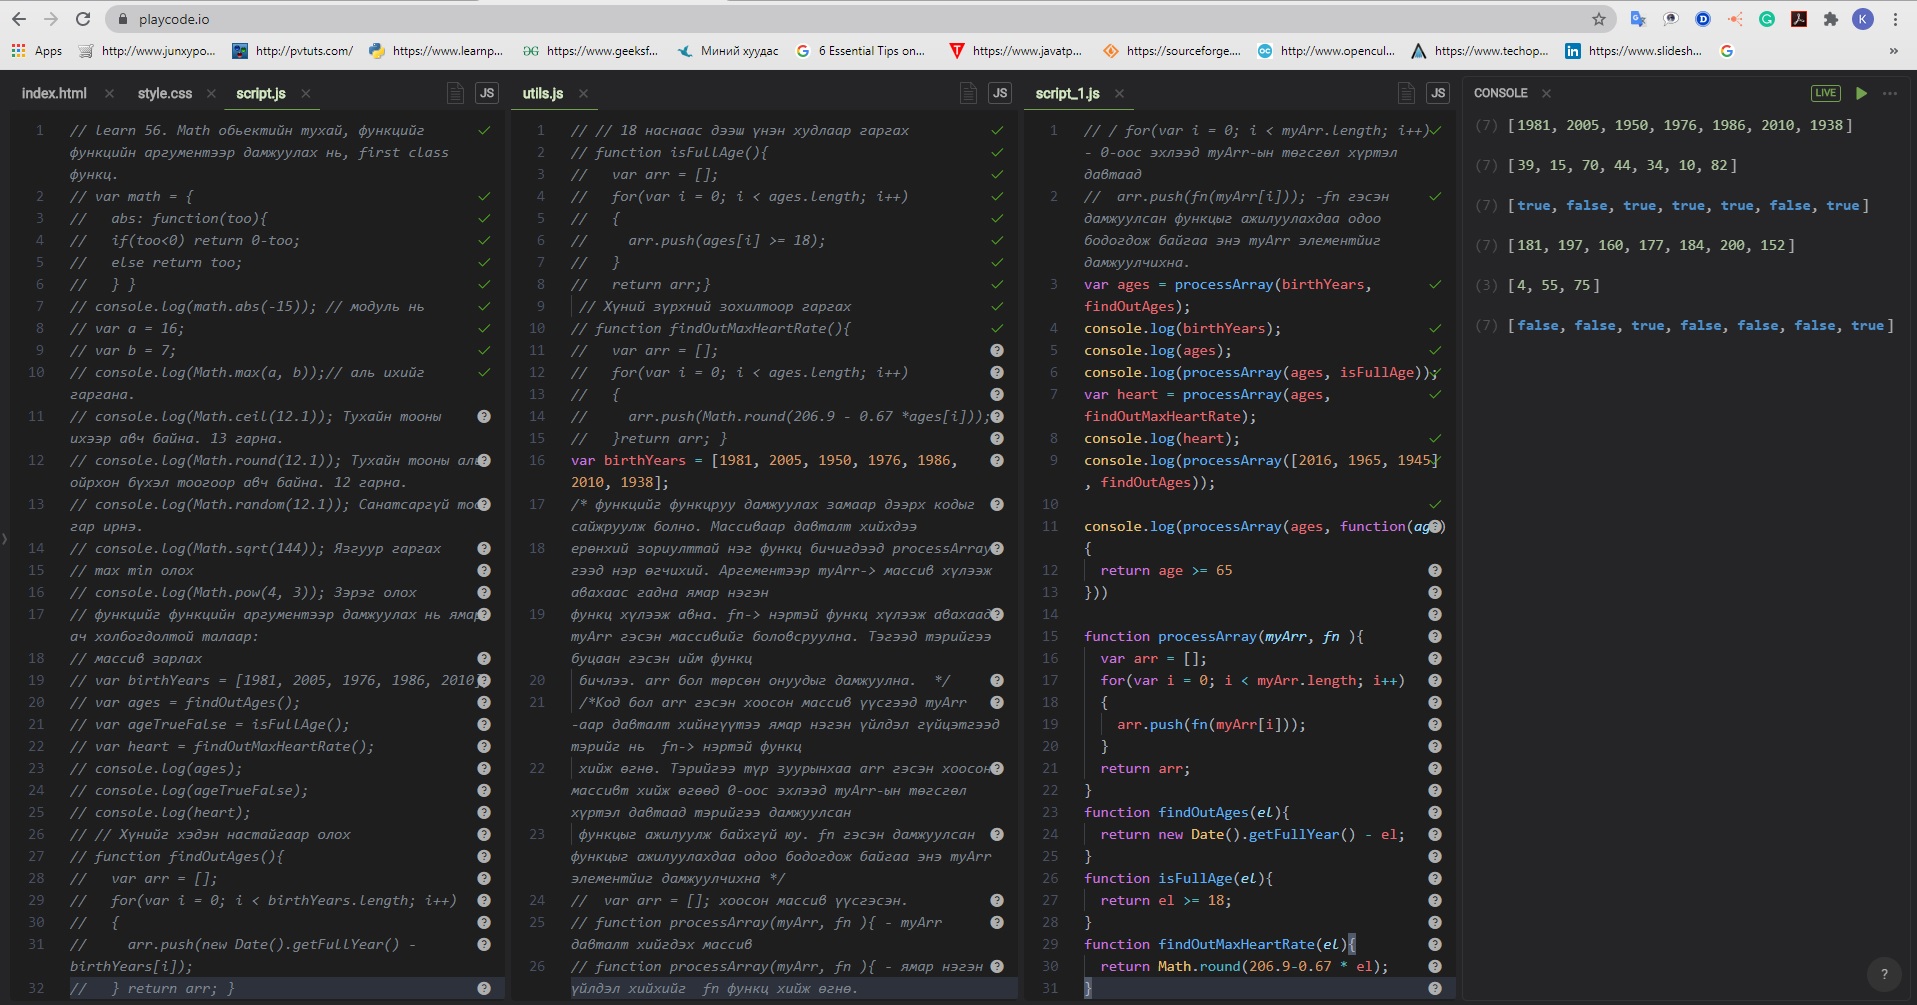 playcode.io
Apps
http://www.junxypo...
http://pvtuts.com/
https://www.learnp...
https://www.geeksf...
Миний хуудас
6 Essential Tips on...
https://www.javatp...
https://sourceforge....
http://www.opencul...
https://www.techop...
https://www.slidesh...
index.html
style.css
script.js
JS
1 // learn 56. Math обьектийн тухай, функцийг
функцийн аргументээр дамжуулах нь, first class
функц.
2 // var math = {
3 // abs: function(too){
4 // if(too<0) return 0-too;
5 // else return too;
6 // } }
7 // console.log(math.abs(-15)); // модуль нь
8 // var a = 16;
9 // var b = 7;
10 // console.log(Math.max(a, b));// аль ихийг
гаргана.
11 // console.log(Math.ceil(12.1)); Тухайн тооны
ихээр авч байна. 13 гарна.
12 // console.log(Math.round(12.1)); Тухайн тооны аль
ойрхон бүхэл тоогоор авч байна. 12 гарна.
13 // console.log(Math.random(12.1)); Санатсаргүй тоо
гар ирнэ.
14 // console.log(Math.sqrt(144)); Язгуур гаргах
15 // max min олох
16 // console.log(Math.pow(4, 3)); Зэрэг олох
17 // функцийг функцийн аргументээр дамжуулах нь ямар
ач холбогдолтой талаар:
18 // массив зарлах
19 // var birthYears = [1981, 2005, 1976, 1986, 2010]
20 // var ages = findOutAges();
21 // var ageTrueFalse = isFullAge();
22 // var heart = findOutMaxHeartRate();
23 // console.log(ages);
24 // console.log(ageTrueFalse);
25 // console.log(heart);
26 // // Хүнийг хэдэн настайгаар олох
27 // function findOutAges(){
28 // var arr = [];
29 // for(var i = 0; i < birthYears.length; i++)
30 // {
31 // arr.push(new Date().getFullYear() -
birthYears[i]);
32 // } return arr; }
utils.js
JS
1 // // 18 наснаас дээш үнэн худлаар гаргах
2 // function isFullAge(){
3 // var arr = [];
4 // for(var i = 0; i < ages.length; i++)
5 // {
6 // arr.push(ages[i] >= 18);
7 // }
8 // return arr;}
9 // Хүний зүрхний зохилтоор гаргах
10 // function findOutMaxHeartRate(){
11 // var arr = [];
12 // for(var i = 0; i < ages.length; i++)
13 // {
14 // arr.push(Math.round(206.9 - 0.67 *ages[i]));
15 // }return arr; }
16 var birthYears = [1981, 2005, 1950, 1976, 1986,
2010, 1938];
17 /* функцийг функцруу дамжуулах замаар дээрх кодыг
сайжруулж болно. Массиваар давталт хийхдээ
18 ерөнхий зориулттай нэг функц бичигдээд processArray
гээд нэр өгчихий. Аргементээр myArr-> массив хүлээж
авахаас гадна ямар нэгэн
19 функц хүлээж авна. fn-> нэртэй функц хүлээж авахаад
myArr гэсэн массивийг боловсруулна. Тэгээд тэрийгээ
буцаан гэсэн ийм функц
20 бичлээ. arr бол төрсөн онуудыг дамжуулна. */
21 /*Код бол arr гэсэн хоосон массив үүсгээд myArr
-аар давталт хийнгүүтээ ямар нэгэн үйлдэл гүйцэтгээд
тэрийг нь fn-> нэртэй функц
22 хийж өгнө. Тэрийгээ түр зуурынхаа arr гэсэн хоосон
массивт хийж өгөөд 0-оос эхлээд myArr-ын төгсгөл
хүртэл давтаад тэрийгээ дамжуулсан
23 функцыг ажилуулж байхгүй юу. fn гэсэн дамжуулсан
функцыг ажилуулахдаа одоо бодогдож байгаа энэ myArr
элементийг дамжуулчихна */
24 // var arr = []; хоосон массив үүсгэсэн.
25 // function processArray(myArr, fn ){ - myArr
давталт хийгдэх массив
26 // function processArray(myArr, fn ){ - ямар нэгэн
үйлдэл хийхийг fn функц хийж өгнө.
script_1.js
JS
1 // / for(var i = 0; i < myArr.length; i++)
- 0-оос эхлээд myArr-ын төгсгөл хүртэл
давтаад
2 // arr.push(fn(myArr[i])); -fn гэсэн
дамжуулсан функцыг ажилуулахдаа одоо
бодогдож байгаа энэ myArr элементийг
дамжуулчихна.
3 var ages = processArray(birthYears,
findOutAges);
4 console.log(birthYears);
5 console.log(ages);
6 console.log(processArray(ages, isFullAge));
7 var heart = processArray(ages,
findOutMaxHeartRate);
8 console.log(heart);
9 console.log(processArray([2016, 1965, 1945]
, findOutAges));
10
11 console.log(processArray(ages, function(age)
{
12 return age >= 65
13 }))
14
15 function processArray(myArr, fn ){
16 var arr = [];
17 for(var i = 0; i < myArr.length; i++)
18 {
19 arr.push(fn(myArr[i]));
20 }
21 return arr;
22 }
23 function findOutAges(el){
24 return new Date().getFullYear() - el;
25 }
26 function isFullAge(el){
27 return el >= 18;
28 }
29 function findOutMaxHeartRate(el){
30 return Math.round(206.9-0.67 * el);
31 }
CONSOLE
LIVE
(7) [1981, 2005, 1950, 1976, 1986, 2010, 1938]
(7) [39, 15, 70, 44, 34, 10, 82]
(7) [true, false, true, true, true, false, true]
(7) [181, 197, 160, 177, 184, 200, 152]
(3) [4, 55, 75]
(7) [false, false, true, false, false, false, true]